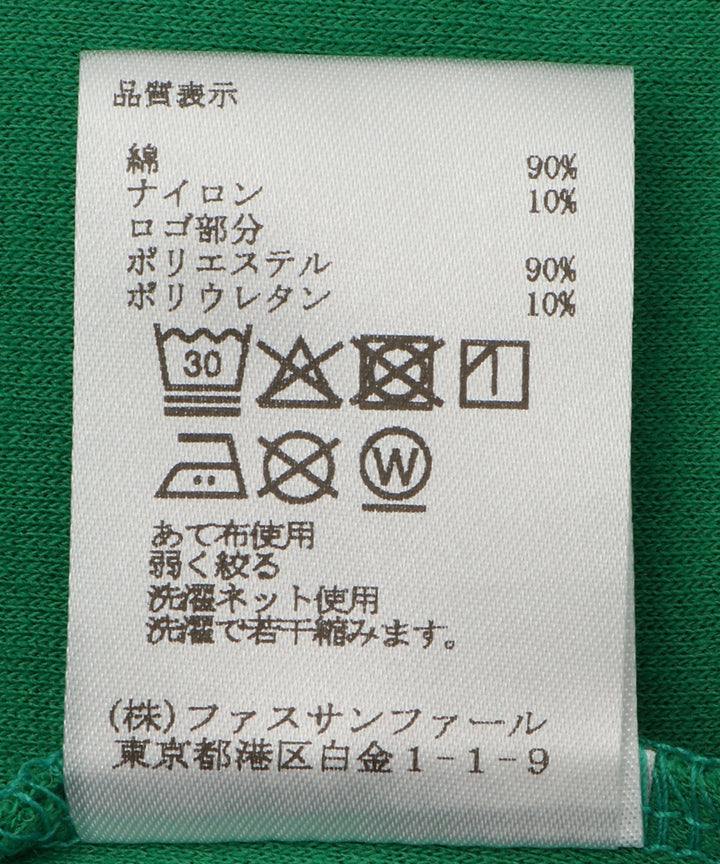 品質表示
綿 90%
ナイロン 10%
ロゴ部分
ポリエステル 90%
ポリウレタン 10%
30
W
あて布使用
弱く絞る
洗濯ネット使用
洗濯で若干縮みます。
(株)ファスサンファール
東京都港区白金1-1-9